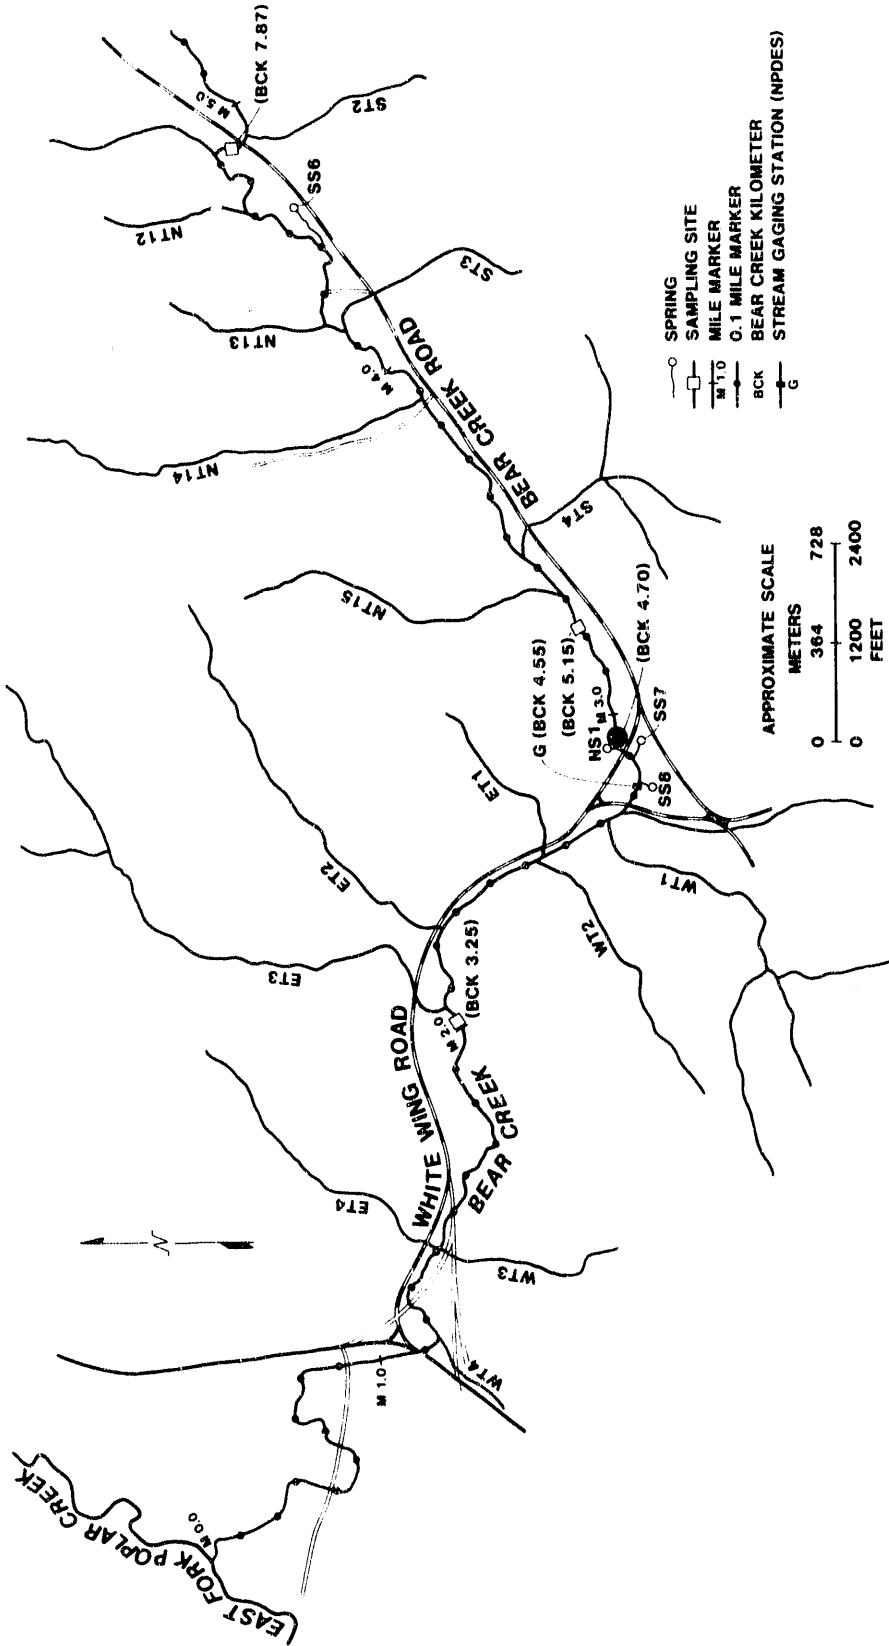 EAST FORK POPLAR CREEK
M 0.0
M 1.0
WT4
WT3
ET4
WHITE WING ROAD
BEAR CREEK
M 2.0
(BCK 3.25)
ET3
ET2
ET1
WT2
WT1
G (BCK 4.55)
(BCK 5.15)
NS1
M 3.0
(BCK 4.70)
SS7
SS8
NT15
ST4
BEAR CREEK ROAD
NT14
M 4.0
NT13
ST3
NT12
SS6
M 5.0
(BCK 7.87)
ST2
N
SPRING
SAMPLING SITE
M 1.0 MILE MARKER
0.1 MILE MARKER
BCK BEAR CREEK KILOMETER
G STREAM GAGING STATION (NPDES)
APPROXIMATE SCALE
METERS
0 364 728
0 1200 2400
FEET